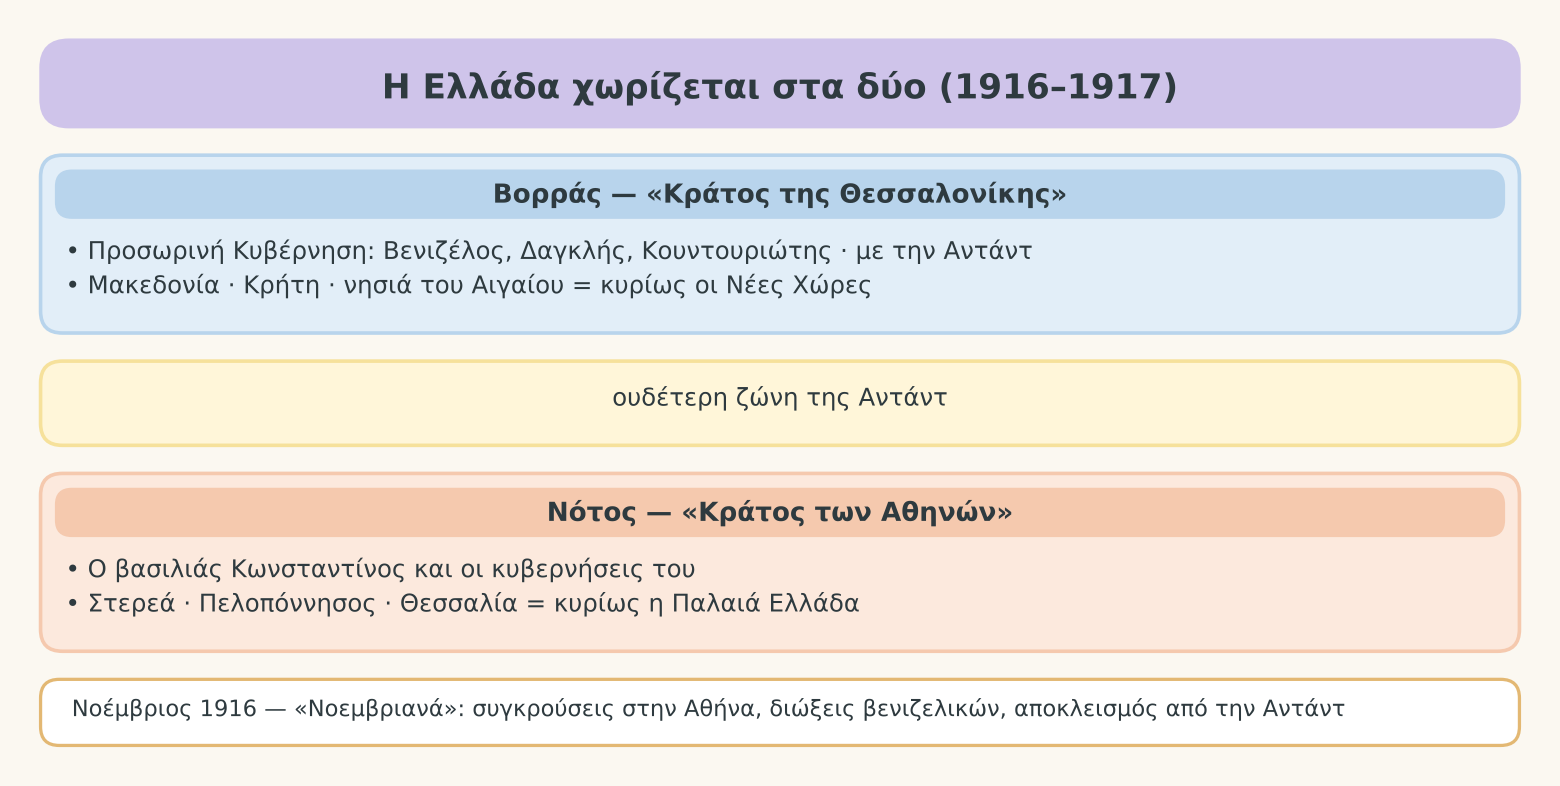 Η Ελλάδα χωρίζεται στα δύο (1916–1917)
Βορράς — «Κράτος της Θεσσαλονίκης»
• Προσωρινή Κυβέρνηση: Βενιζέλος, Δαγκλής, Κουντουριώτης · με την Αντάντ
• Μακεδονία · Κρήτη · νησιά του Αιγαίου = κυρίως οι Νέες Χώρες
ουδέτερη ζώνη της Αντάντ
Νότος — «Κράτος των Αθηνών»
• Ο βασιλιάς Κωνσταντίνος και οι κυβερνήσεις του
• Στερεά · Πελοπόννησος · Θεσσαλία = κυρίως η Παλαιά Ελλάδα
Νοέμβριος 1916 — «Νοεμβριανά»: συγκρούσεις στην Αθήνα, διώξεις βενιζελικών, αποκλεισμός από την Αντάντ